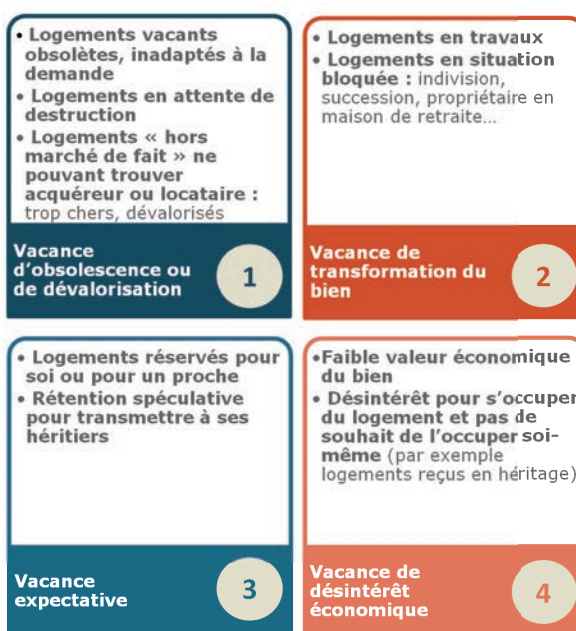 • Logements vacants
obsolètes, inadaptés à la
demande
• Logements en attente de
destruction
• Logements « hors
marché de fait » ne
pouvant trouver
acquéreur ou locataire :
trop chers, dévalorisés
Vacance
d'obsolescence ou
de dévalorisation
1
• Logements en travaux
• Logements en situation
bloquée : indivision,
succession, propriétaire en
maison de retraite...
Vacance de
transformation du
bien
2
• Logements réservés pour
soi ou pour un proche
• Rétention spéculative
pour transmettre à ses
héritiers
Vacance
expectative
3
•Faible valeur économique
du bien
• Désintérêt pour s'occuper
du logement et pas de
souhait de l'occuper soi-
même (par exemple
logements reçus en héritage)
Vacance de
désintérêt
économique
4